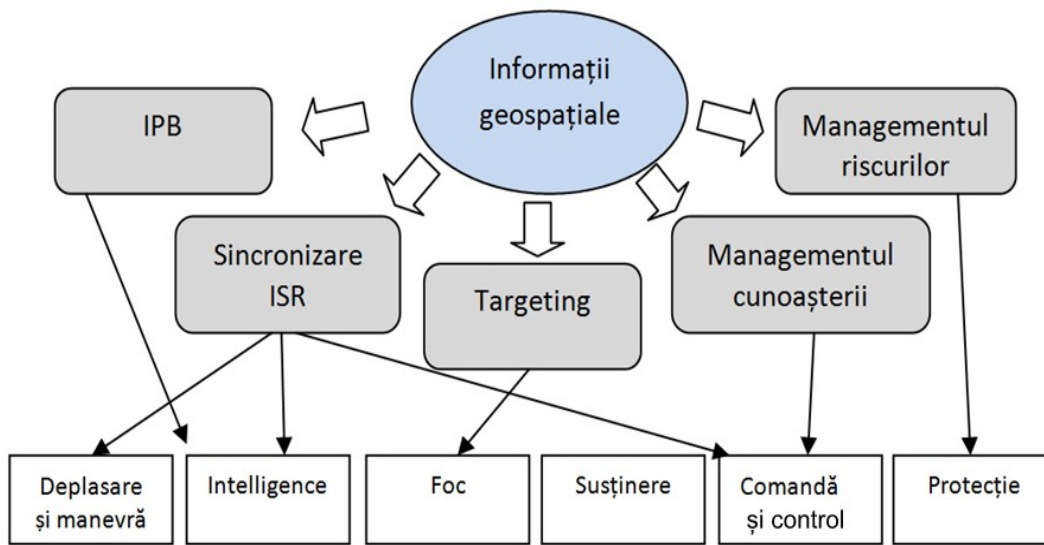 Informații
geospațiale
IPB
Managementul
riscurilor
Sincronizare
ISR
Targeting
Managementul
cunoașterii
Deplasare
și manevră
Intelligence
Foc
Susținere
Comandă
și control
Protecție